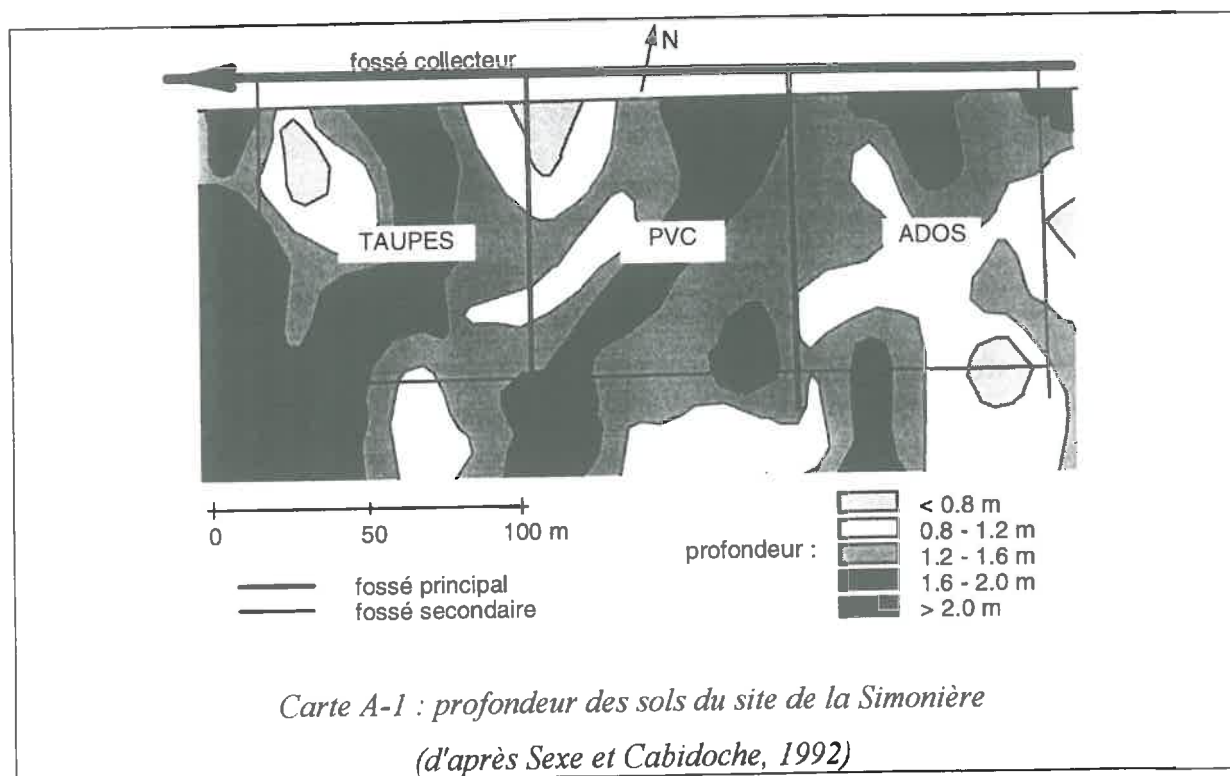 N
fossé collecteur
TAUPES
PVC
ADOS
0 50 100 m
fossé principal
fossé secondaire
profondeur :
< 0.8 m
0.8 - 1.2 m
1.2 - 1.6 m
1.6 - 2.0 m
> 2.0 m
Carte A-1 : profondeur des sols du site de la Simonière
(d'après Sexe et Cabidoche, 1992)